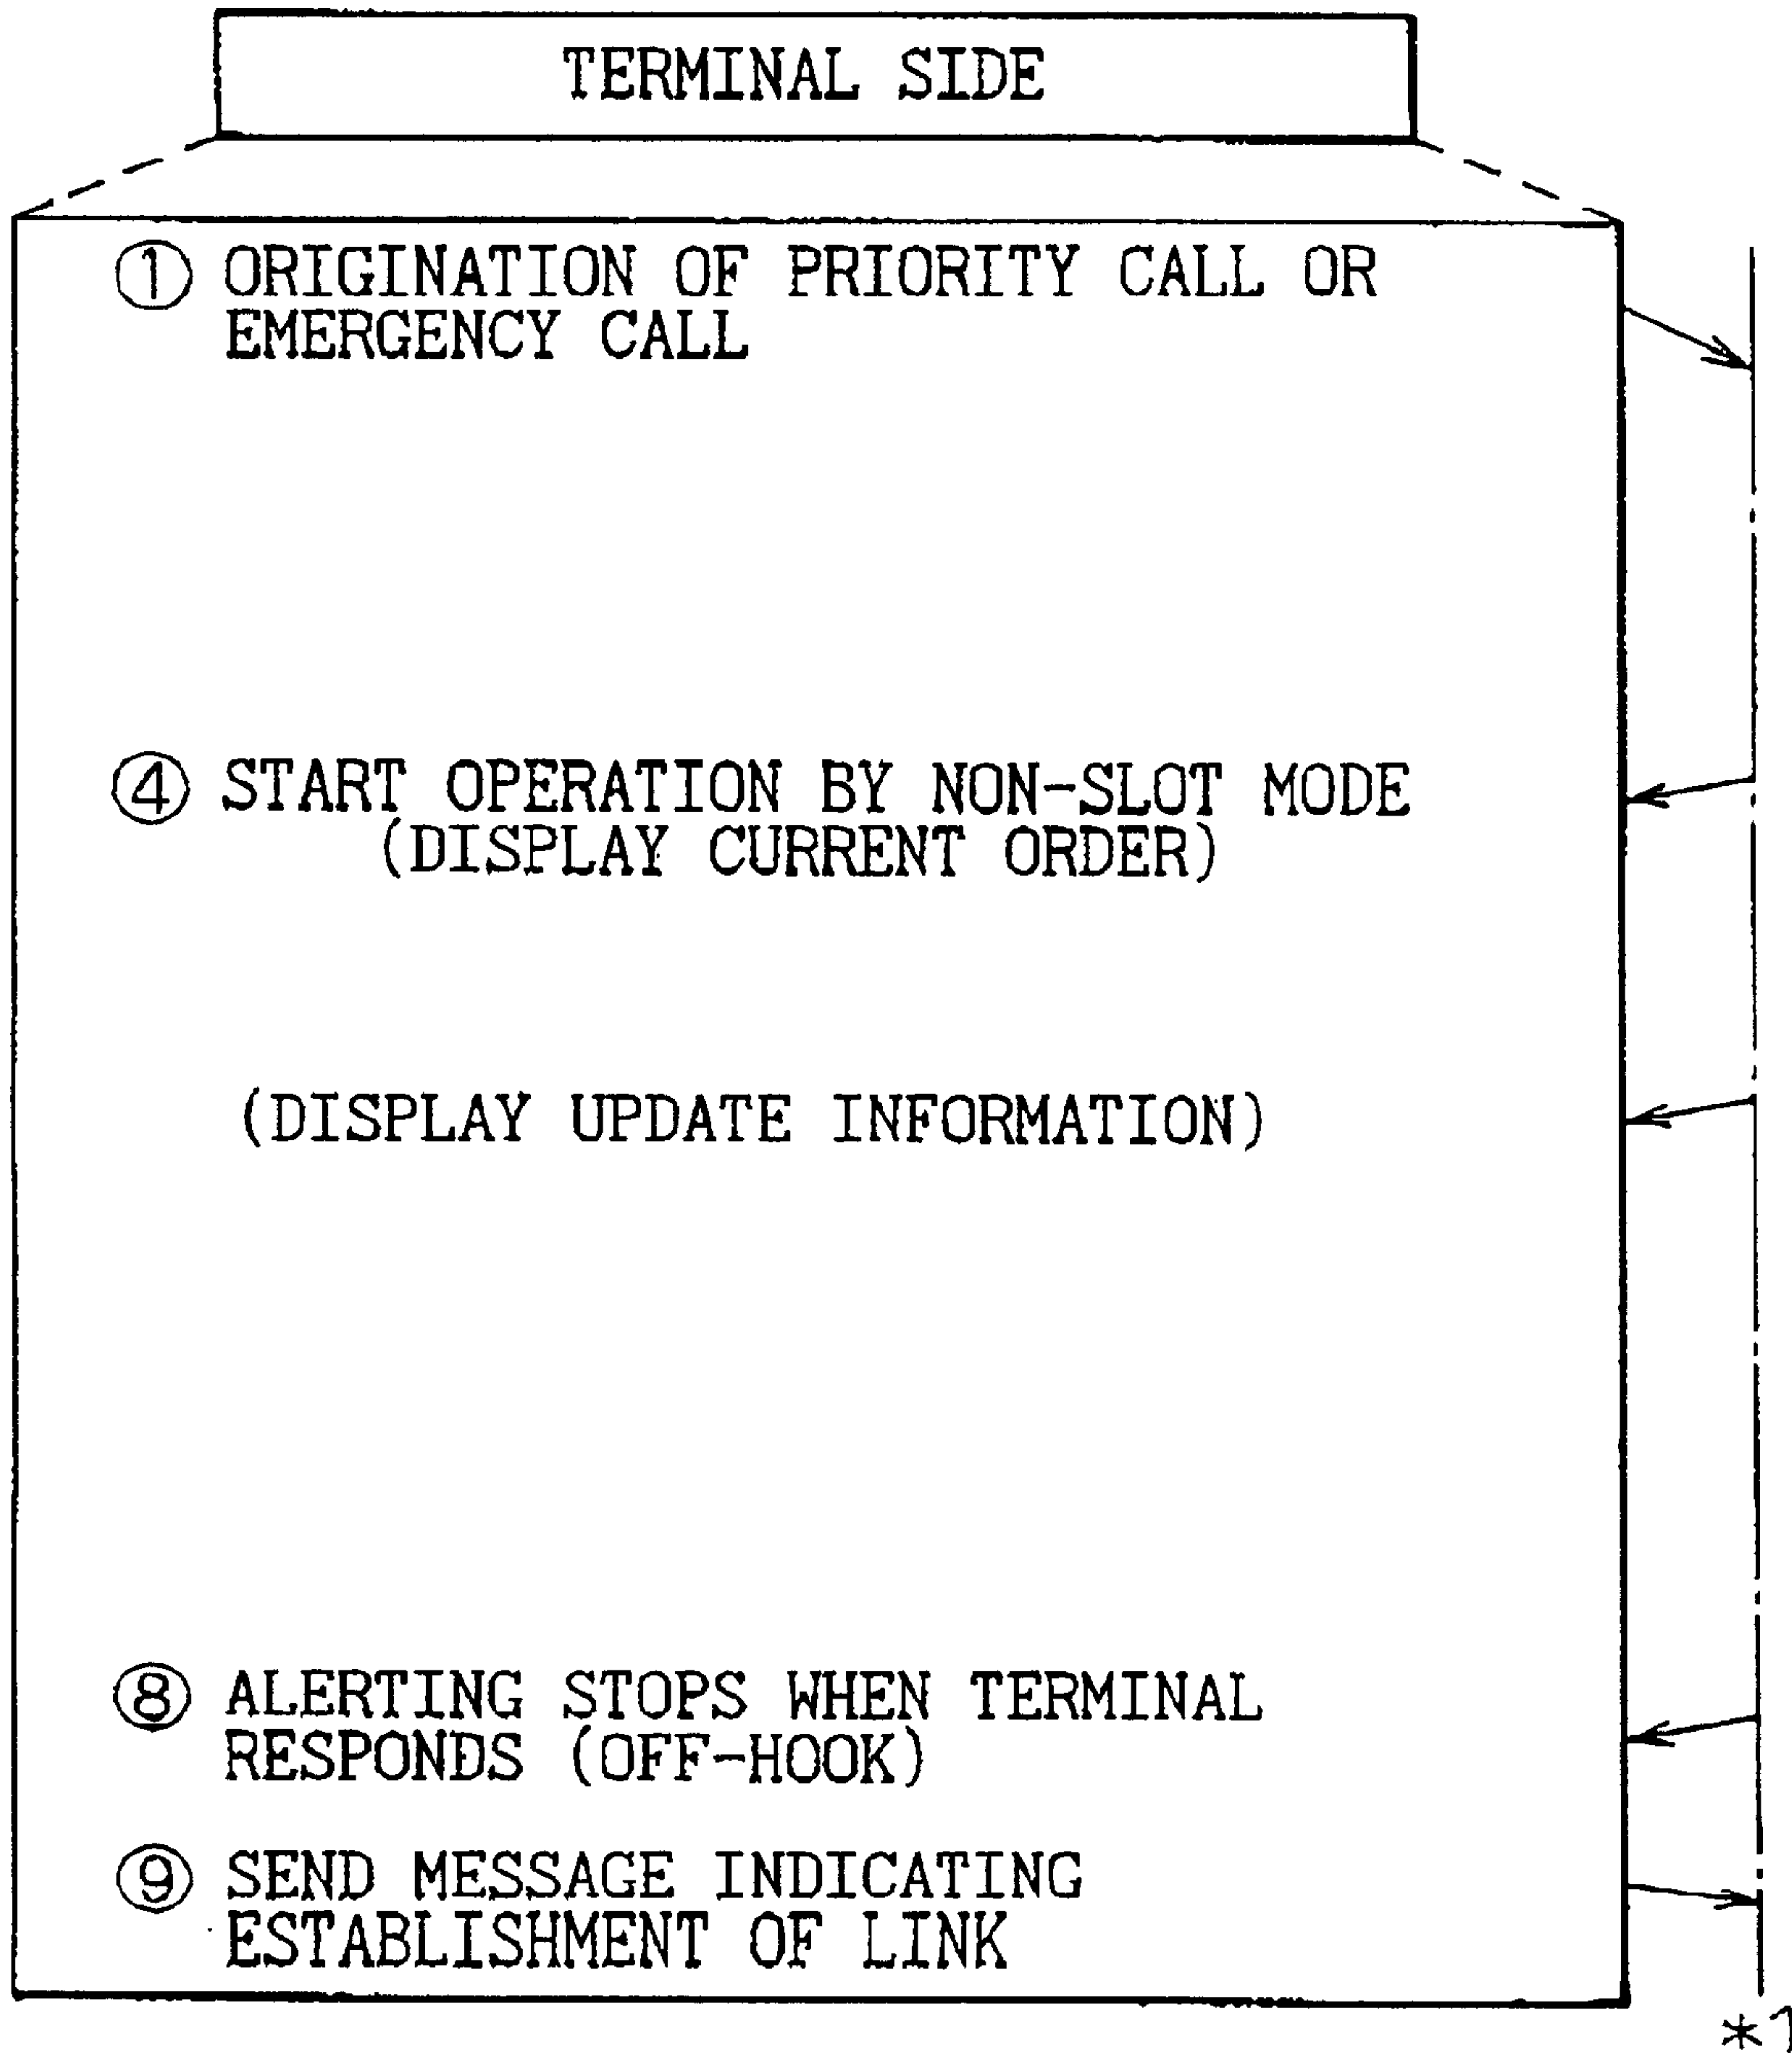 TERMINAL SIDE
① ORIGINATION OF PRIORITY CALL OR
EMERGENCY CALL
④ START OPERATION BY NON-SLOT MODE
(DISPLAY CURRENT ORDER)
(DISPLAY UPDATE INFORMATION)
⑧ ALERTING STOPS WHEN TERMINAL
RESPONDS (OFF-HOOK)
⑨ SEND MESSAGE INDICATING
ESTABLISHMENT OF LINK
*1